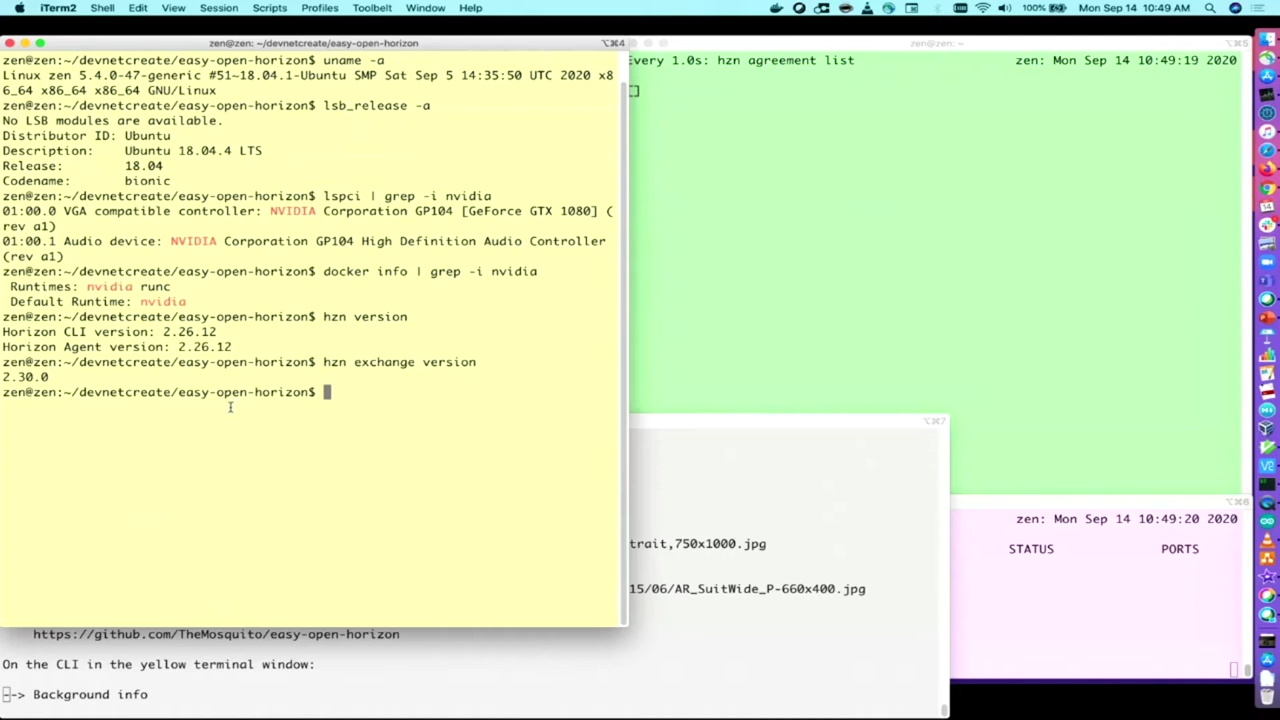 iTerm2 Shell Edit View Session Scripts Profiles Toolbelt Window Help
100% Mon Sep 14 10:49 AM
zen@zen: ~/devnetcreate/easy-open-horizon
⌥⌘4
zen@zen:~/devnetcreate/easy-open-horizon$ uname -a
Linux zen 5.4.0-47-generic #51~18.04.1-Ubuntu SMP Sat Sep 5 14:35:50 UTC 2020 x8
6_64 x86_64 x86_64 GNU/Linux
zen@zen:~/devnetcreate/easy-open-horizon$ lsb_release -a
No LSB modules are available.
Distributor ID: Ubuntu
Description: Ubuntu 18.04.4 LTS
Release: 18.04
Codename: bionic
zen@zen:~/devnetcreate/easy-open-horizon$ lspci | grep -i nvidia
01:00.0 VGA compatible controller: NVIDIA Corporation GP104 [GeForce GTX 1080] (
rev a1)
01:00.1 Audio device: NVIDIA Corporation GP104 High Definition Audio Controller
(rev a1)
zen@zen:~/devnetcreate/easy-open-horizon$ docker info | grep -i nvidia
Runtimes: nvidia runc
Default Runtime: nvidia
zen@zen:~/devnetcreate/easy-open-horizon$ hzn version
Horizon CLI version: 2.26.12
Horizon Agent version: 2.26.12
zen@zen:~/devnetcreate/easy-open-horizon$ hzn exchange version
2.30.0
zen@zen:~/devnetcreate/easy-open-horizon$
zen@zen: ~
⌥⌘5
Every 1.0s: hzn agreement list zen: Mon Sep 14 10:49:19 2020
[]
⌥⌘7
trait,750x1000.jpg
15/06/AR_SuitWide_P-660x400.jpg
https://github.com/TheMosquito/easy-open-horizon
On the CLI in the yellow terminal window:
--> Background info
⌥⌘6
zen: Mon Sep 14 10:49:20 2020
STATUS PORTS